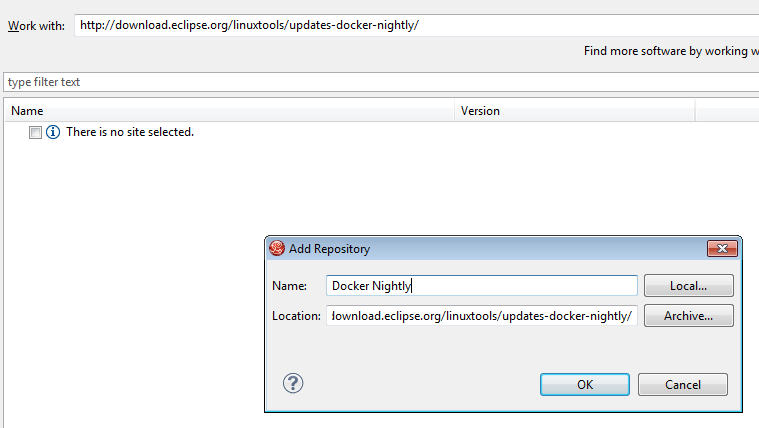 Work with: http://download.eclipse.org/linuxtools/updates-docker-nightly/
Find more software by working w
type filter text
Name Version
There is no site selected.
Add Repository
Name: Docker Nightly Local...
Location: download.eclipse.org/linuxtools/updates-docker-nightly/ Archive...
? OK Cancel